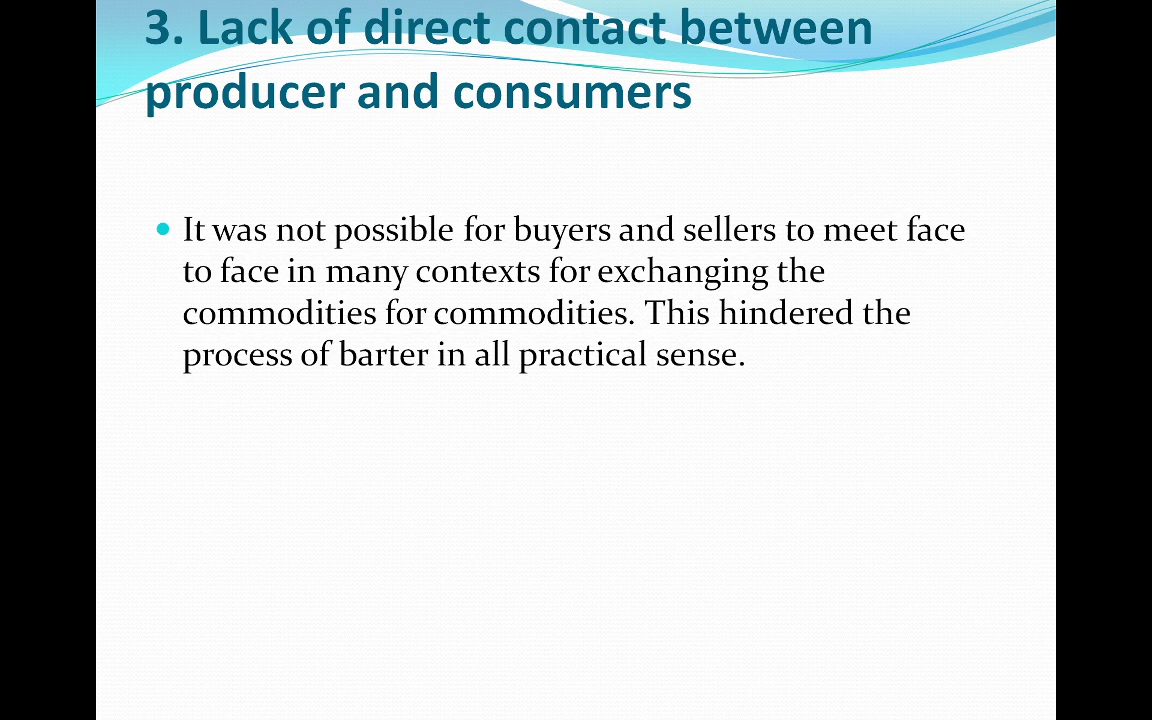 3. Lack of direct contact between
producer and consumers
It was not possible for buyers and sellers to meet face
to face in many contexts for exchanging the
commodities for commodities. This hindered the
process of barter in all practical sense.